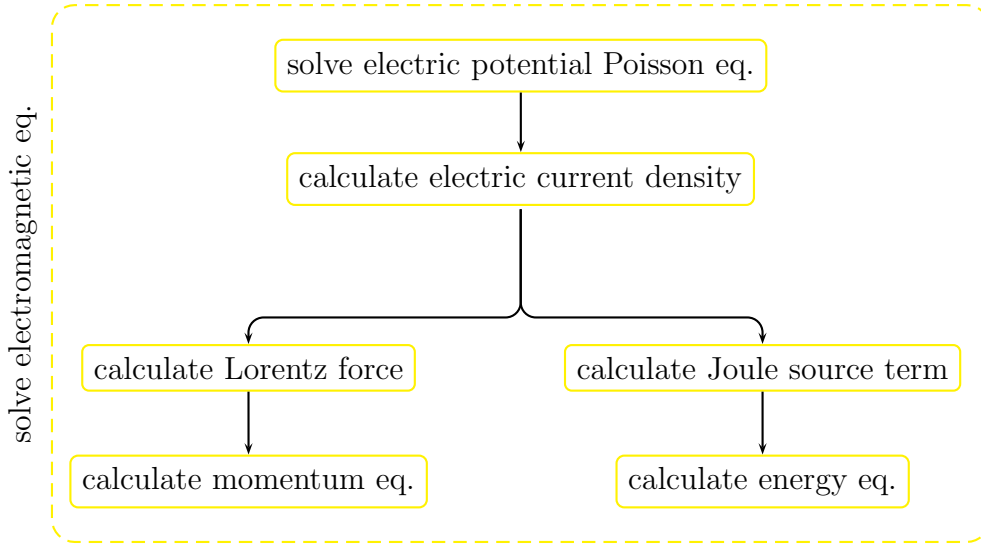 solve electromagnetic eq.
solve electric potential Poisson eq.
calculate electric current density
calculate Lorentz force
calculate Joule source term
calculate momentum eq.
calculate energy eq.